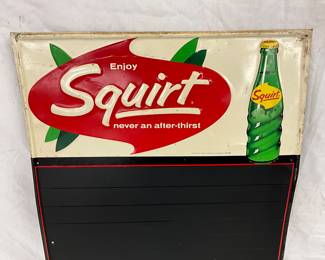 Enjoy
Squirt
never an after-thirst
Squirt